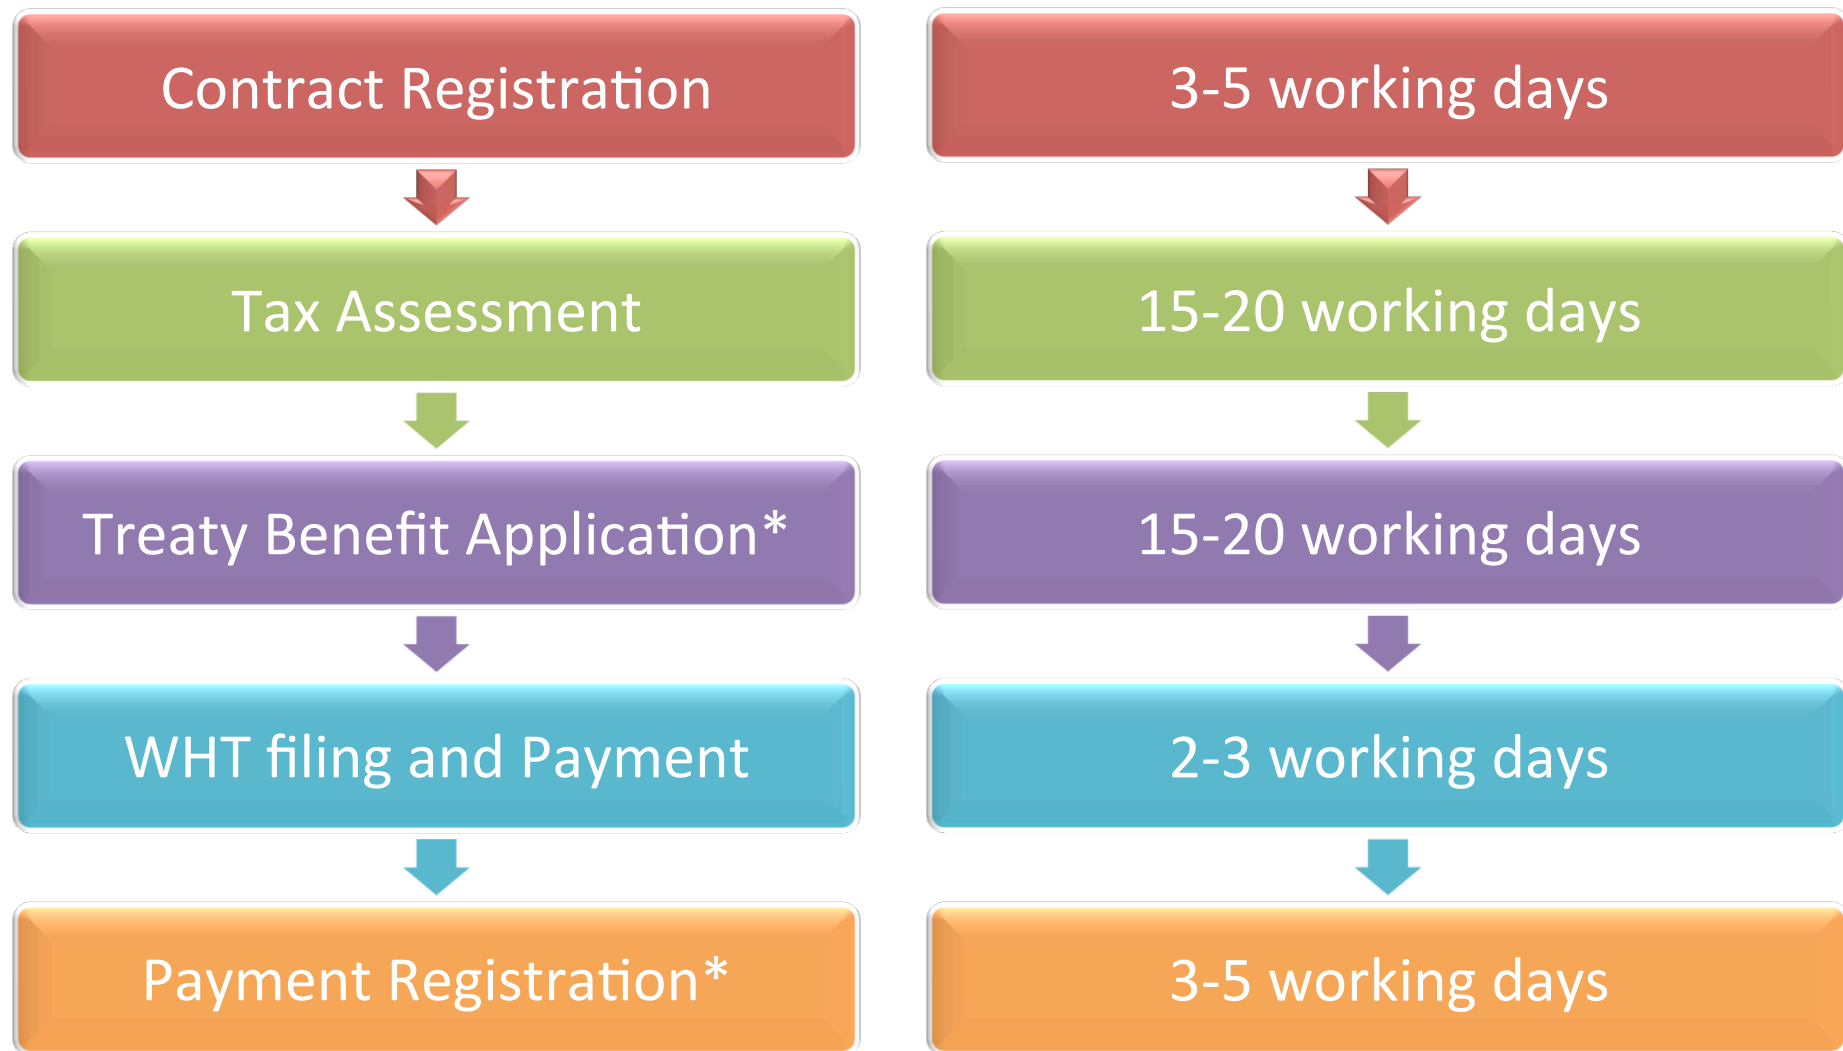 Contract Registration
3-5 working days
Tax Assessment
15-20 working days
Treaty Benefit Application*
15-20 working days
WHT filing and Payment
2-3 working days
Payment Registration*
3-5 working days